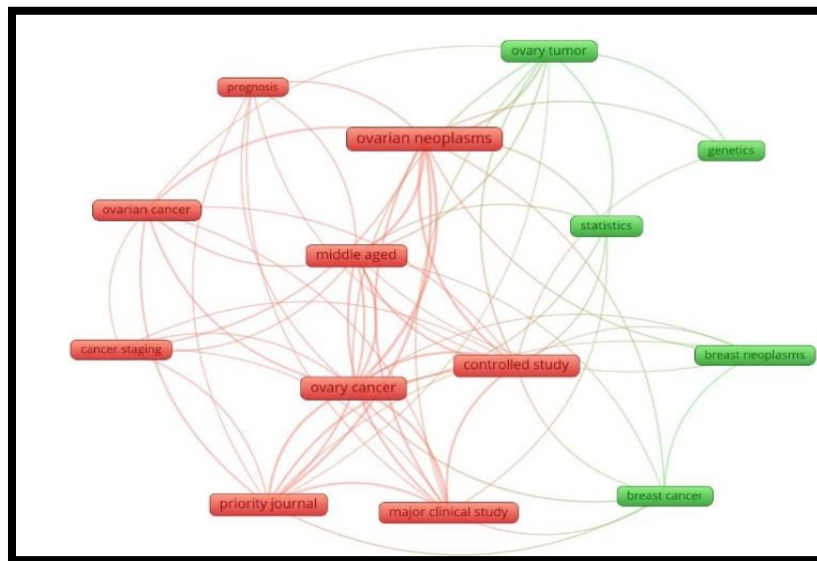 ovary tumor
prognosis
ovarian neoplasms
genetics
ovarian cancer
statistics
middle aged
cancer staging
breast neoplasms
controlled study
ovary cancer
breast cancer
priority journal
major clinical study